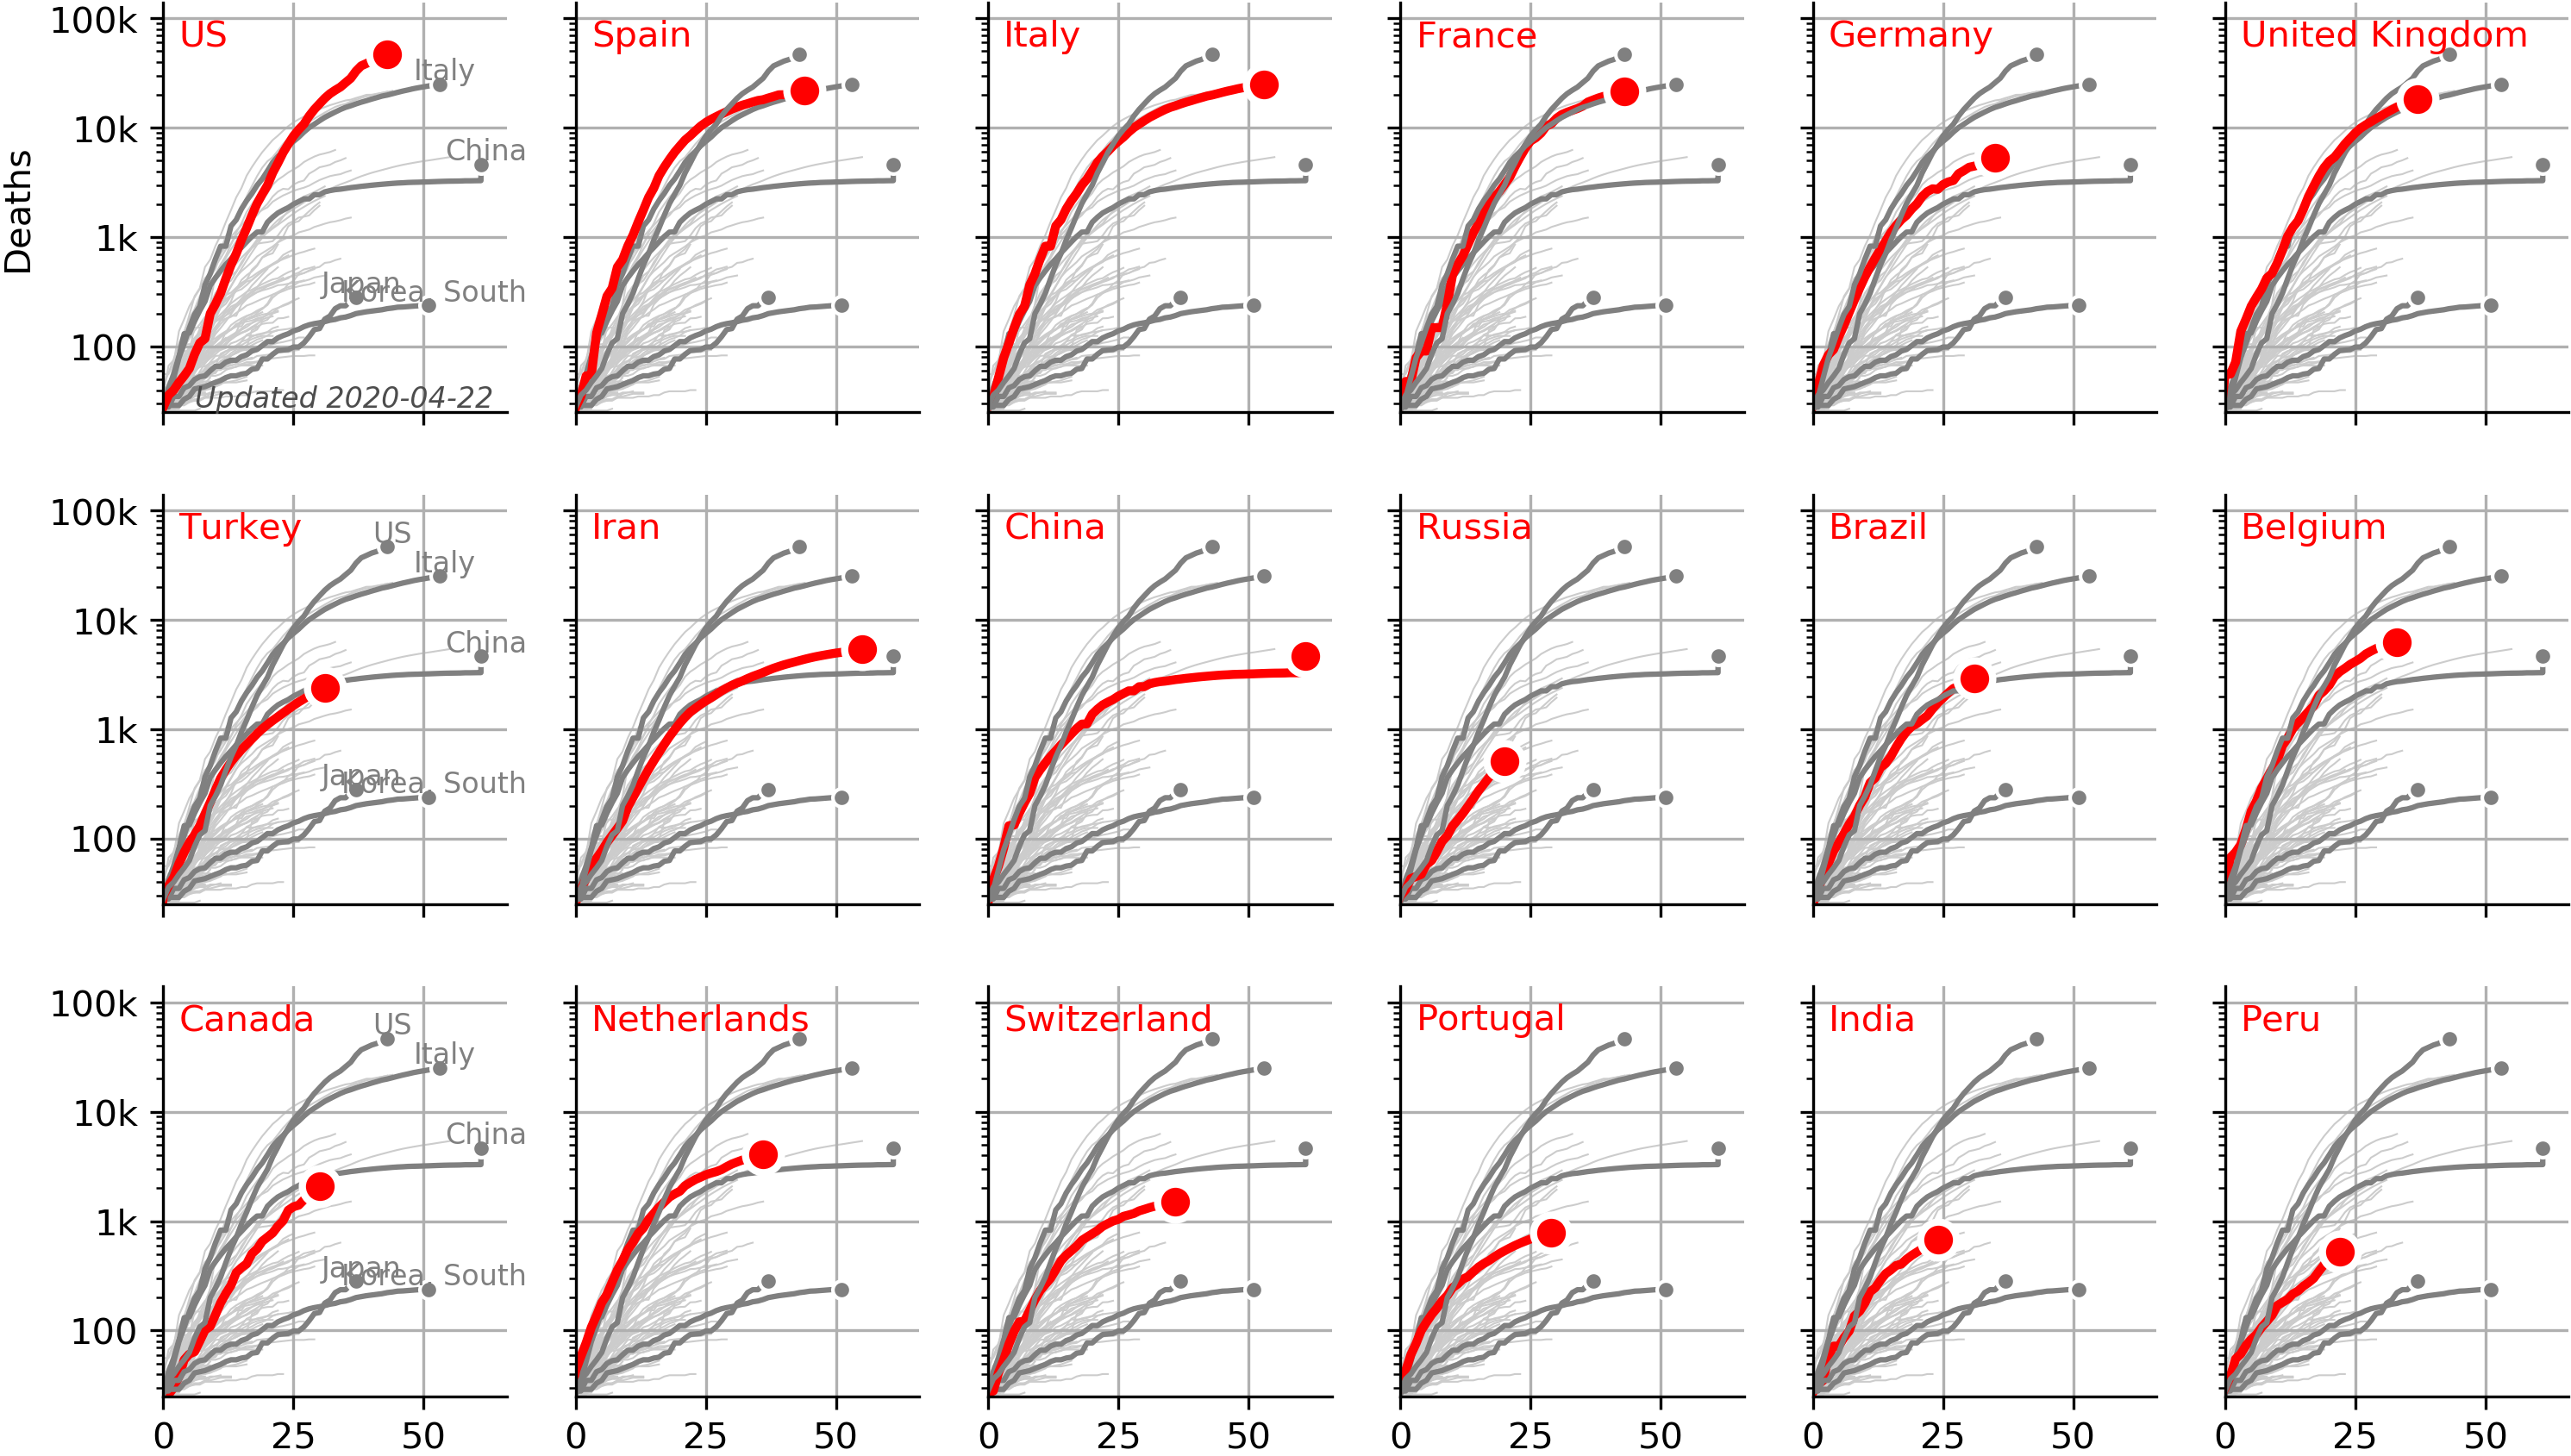 100k
US
Spain
Italy
France
Germany
United Kingdom
Italy
10k
China
Deaths
1k
Japan
Korea, South
100
Updated 2020-04-22
100k
Turkey
US
Iran
China
Russia
Brazil
Belgium
Italy
10k
China
1k
Japan
Korea, South
100
100k
Canada
US
Netherlands
Switzerland
Portugal
India
Peru
Italy
10k
China
1k
Japan
Korea, South
100
0 25 50 0 25 50 0 25 50 0 25 50 0 25 50 0 25 50